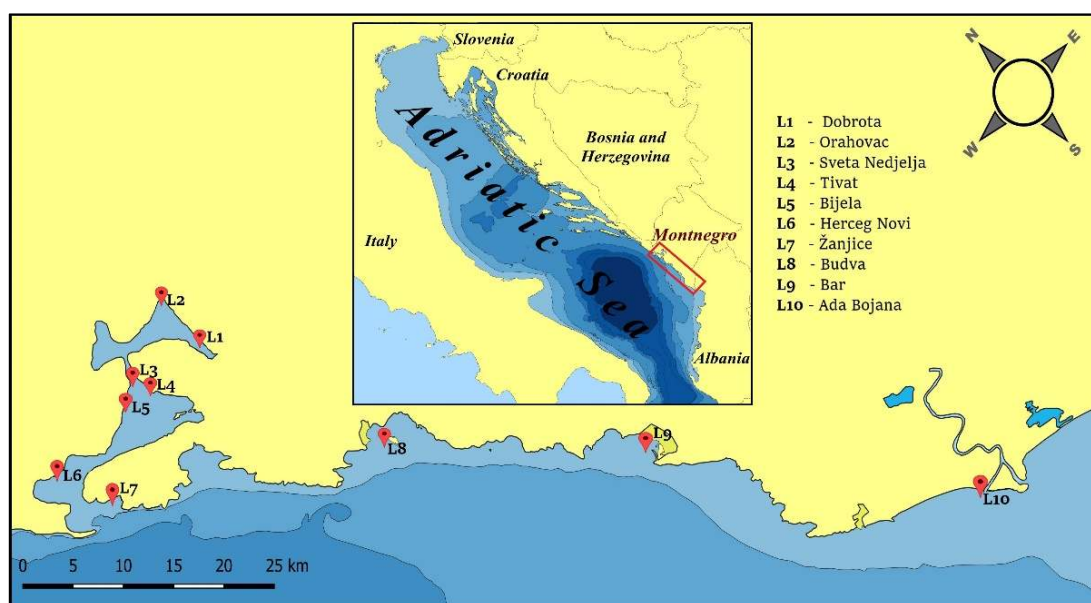 Slovenia
Croatia
Bosnia and
Herzegovina
Adriatic
Sea
Italy
Montnegro
Albania
N
E
W
S
L1 - Dobrota
L2 - Orahovac
L3 - Sveta Nedjelja
L4 - Tivat
L5 - Bijela
L6 - Herceg Novi
L7 - Žanjice
L8 - Budva
L9 - Bar
L10 - Ada Bojana
L2
L1
L3
L4
L5
L6
L7
L8
L9
L10
0 5 10 15 20 25 km